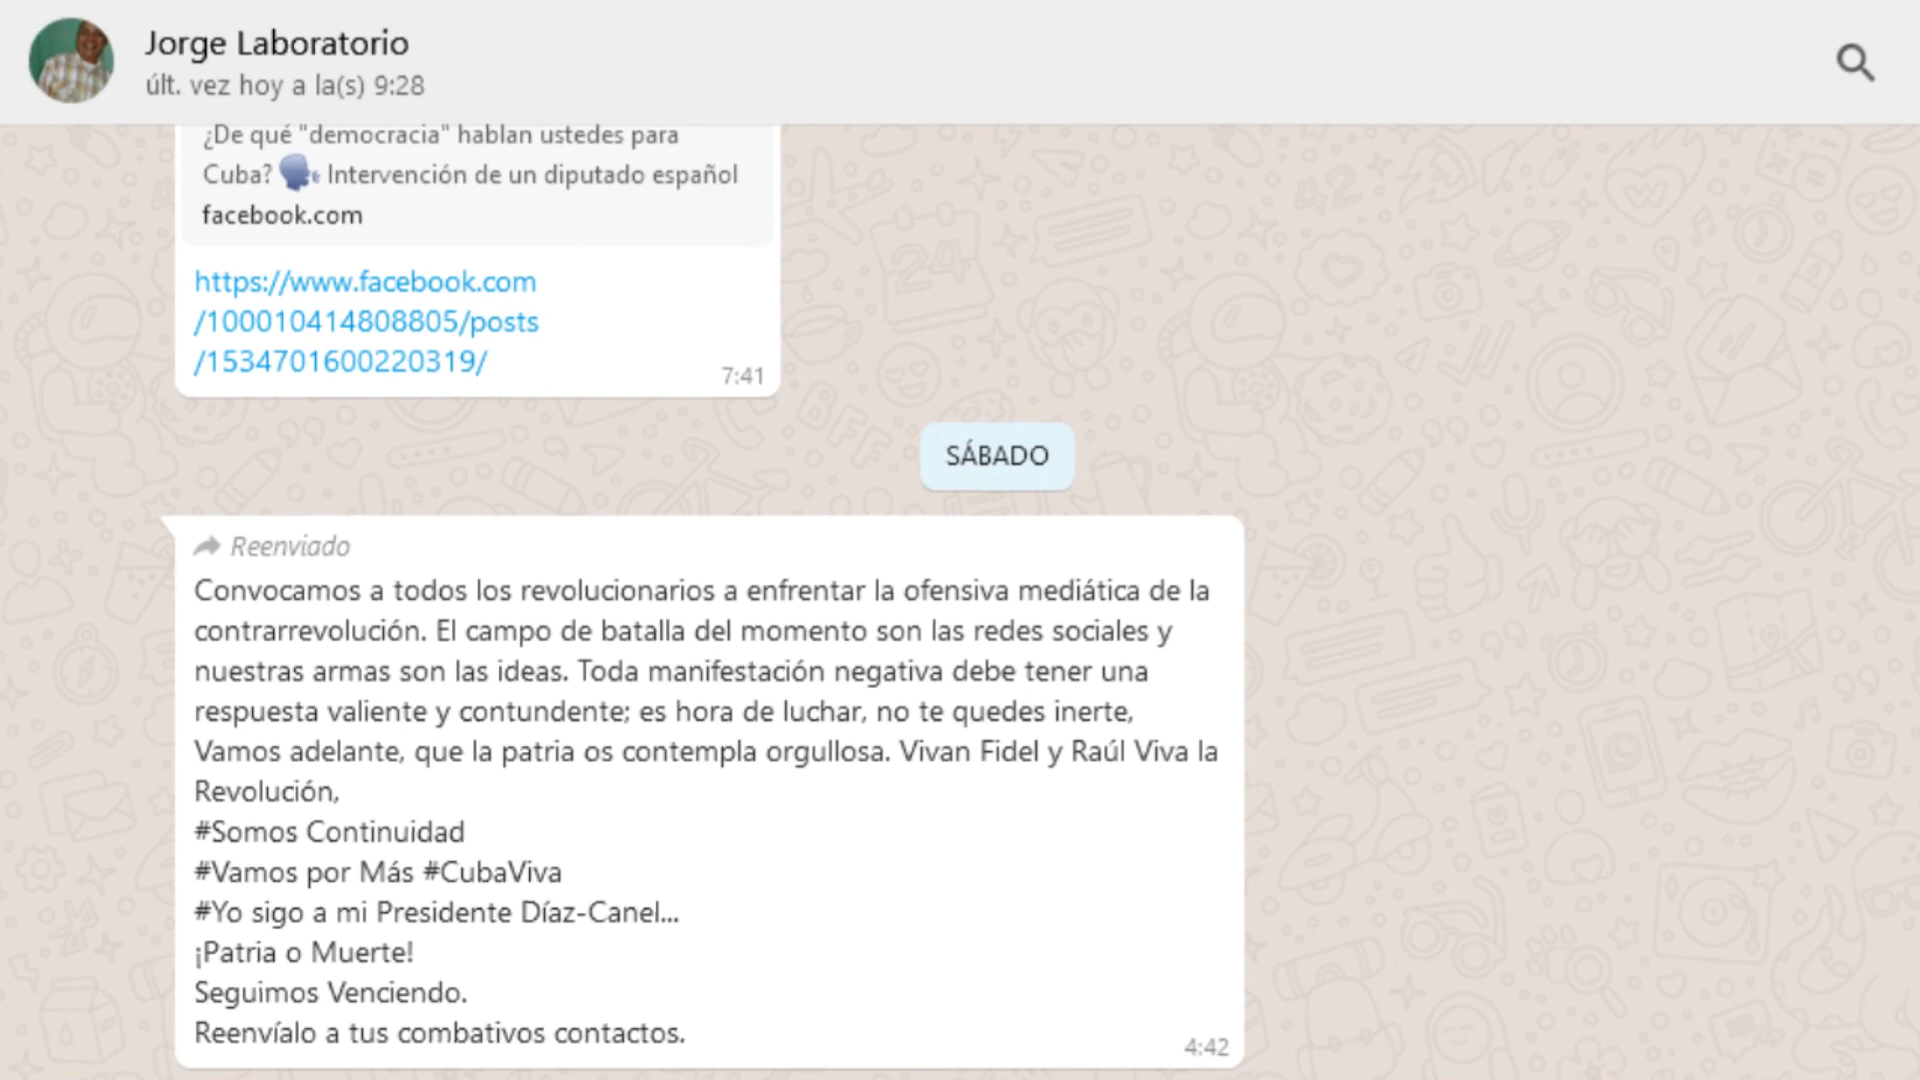 Jorge Laboratorio
últ. vez hoy a la(s) 9:28
¿De qué "democracia" hablan ustedes para
Cuba? 🗣 Intervención de un diputado español
facebook.com
https://www.facebook.com
/100010414808805/posts
/1534701600220319/
7:41
SÁBADO
Reenviado
Convocamos a todos los revolucionarios a enfrentar la ofensiva mediática de la
contrarrevolución. El campo de batalla del momento son las redes sociales y
nuestras armas son las ideas. Toda manifestación negativa debe tener una
respuesta valiente y contundente; es hora de luchar, no te quedes inerte,
Vamos adelante, que la patria os contempla orgullosa. Vivan Fidel y Raúl Viva la
Revolución,
#Somos Continuidad
#Vamos por Más #CubaViva
#Yo sigo a mi Presidente Díaz-Canel...
¡Patria o Muerte!
Seguimos Venciendo.
Reenvíalo a tus combativos contactos.
4:42